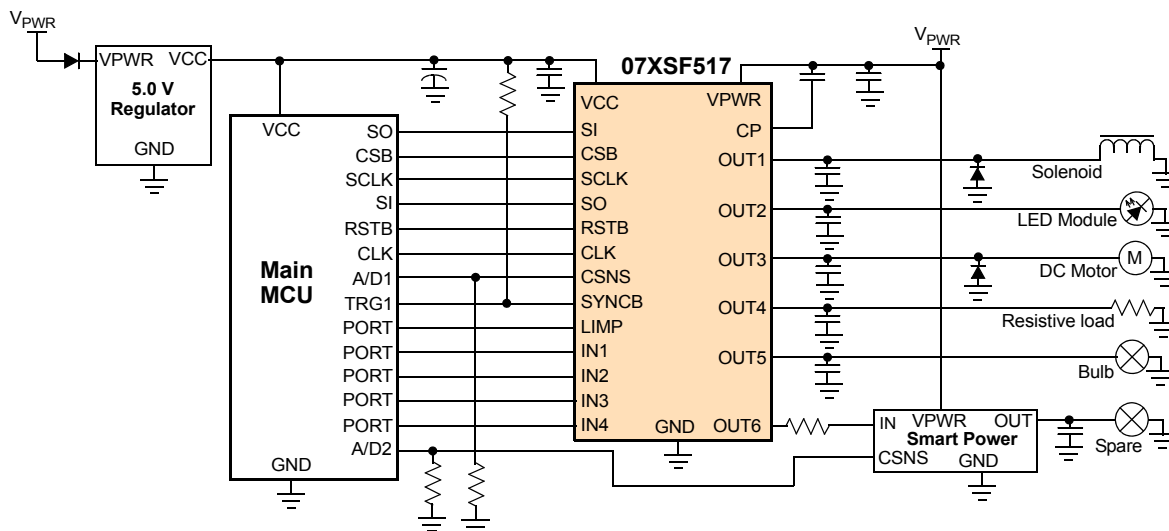 VPWR
VPWR VCC
5.0 V
Regulator
GND
VCC
Main
MCU
SO
CSB
SCLK
SI
RSTB
CLK
A/D1
TRG1
PORT
PORT
PORT
PORT
PORT
A/D2
GND
07XSF517
VCC
SI
CSB
SCLK
SO
RSTB
CLK
CSNS
SYNCB
LIMP
IN1
IN2
IN3
IN4
VPWR
CP
OUT1
OUT2
OUT3
OUT4
OUT5
GND OUT6
VPWR
Solenoid
LED Module
M
DC Motor
Resistive load
Bulb
IN VPWR OUT
Smart Power
CSNS GND
Spare